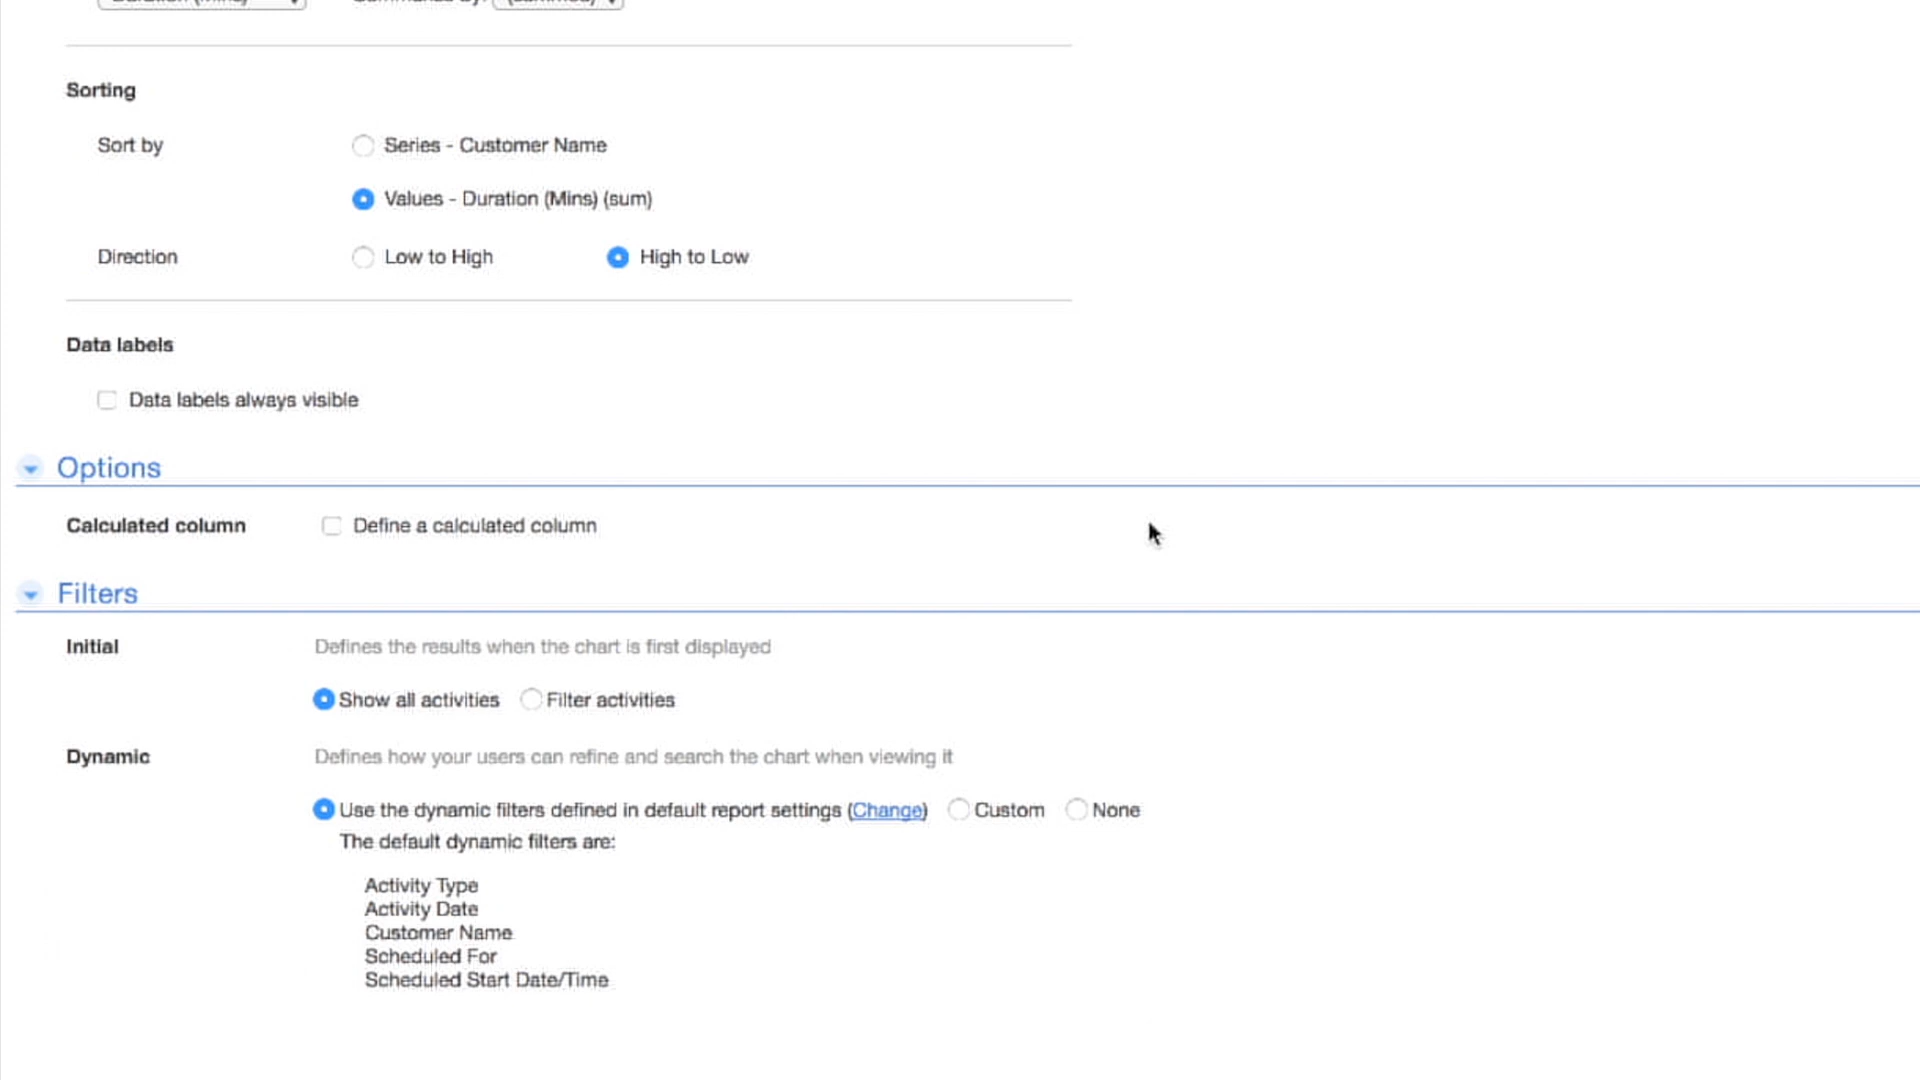 Sorting
Sort by
Series - Customer Name
Values - Duration (Mins) (sum)
Direction
Low to High
High to Low
Data labels
Data labels always visible
Options
Calculated column
Define a calculated column
Filters
Initial
Defines the results when the chart is first displayed
Show all activities
Filter activities
Dynamic
Defines how your users can refine and search the chart when viewing it
Use the dynamic filters defined in default report settings (Change)
Custom
None
The default dynamic filters are:
Activity Type
Activity Date
Customer Name
Scheduled For
Scheduled Start Date/Time